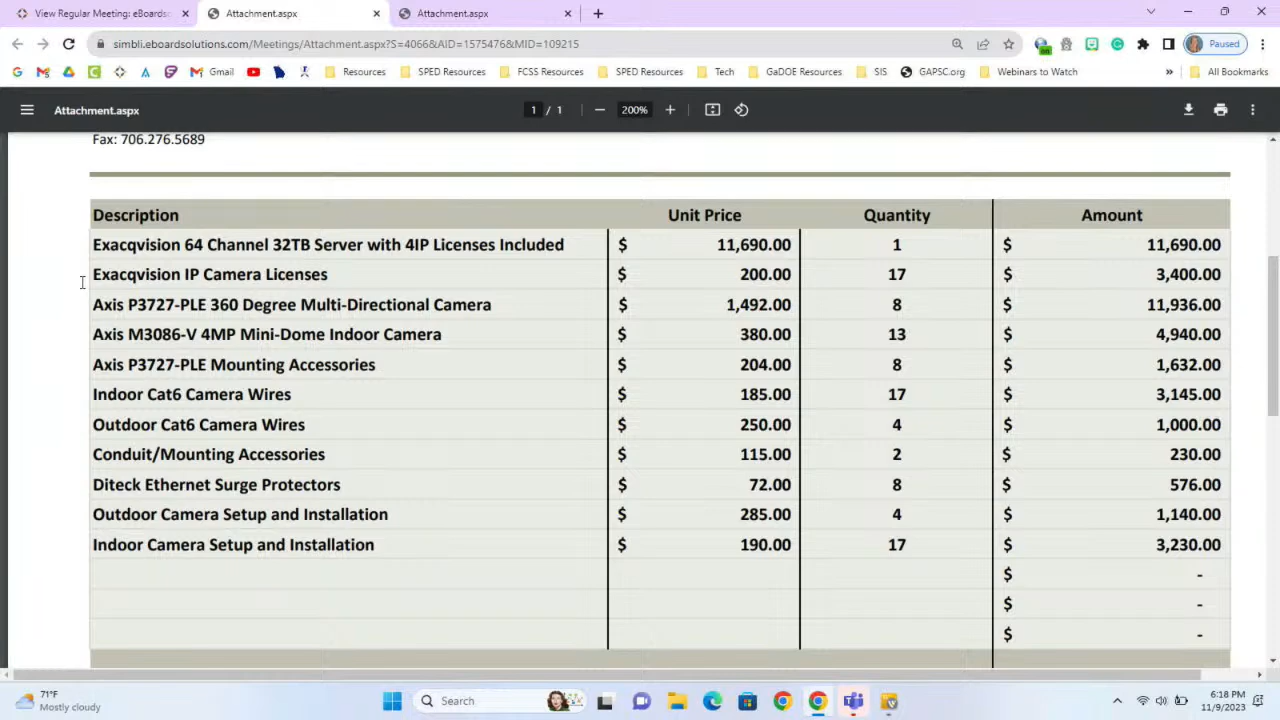 View Regular Meeting: eBoards
Attachment.aspx
Attachment.aspx
simbli.eboardsolutions.com/Meetings/Attachment.aspx?S=4066&AID=1575476&MID=109215
Paused
Gmail
Resources
SPED Resources
FCSS Resources
SPED Resources
Tech
GaDOE Resources
SIS
GAPSC.org
Webinars to Watch
»
All Bookmarks
Attachment.aspx
1 / 1
200%
Fax: 706.276.5689
Description Unit Price Quantity Amount
Exacqvision 64 Channel 32TB Server with 4IP Licenses Included $ 11,690.00 1 $ 11,690.00
Exacqvision IP Camera Licenses $ 200.00 17 $ 3,400.00
Axis P3727-PLE 360 Degree Multi-Directional Camera $ 1,492.00 8 $ 11,936.00
Axis M3086-V 4MP Mini-Dome Indoor Camera $ 380.00 13 $ 4,940.00
Axis P3727-PLE Mounting Accessories $ 204.00 8 $ 1,632.00
Indoor Cat6 Camera Wires $ 185.00 17 $ 3,145.00
Outdoor Cat6 Camera Wires $ 250.00 4 $ 1,000.00
Conduit/Mounting Accessories $ 115.00 2 $ 230.00
Diteck Ethernet Surge Protectors $ 72.00 8 $ 576.00
Outdoor Camera Setup and Installation $ 285.00 4 $ 1,140.00
Indoor Camera Setup and Installation $ 190.00 17 $ 3,230.00
$ -
$ -
$ -
71°F
Mostly cloudy
Search
6:18 PM
11/9/2023